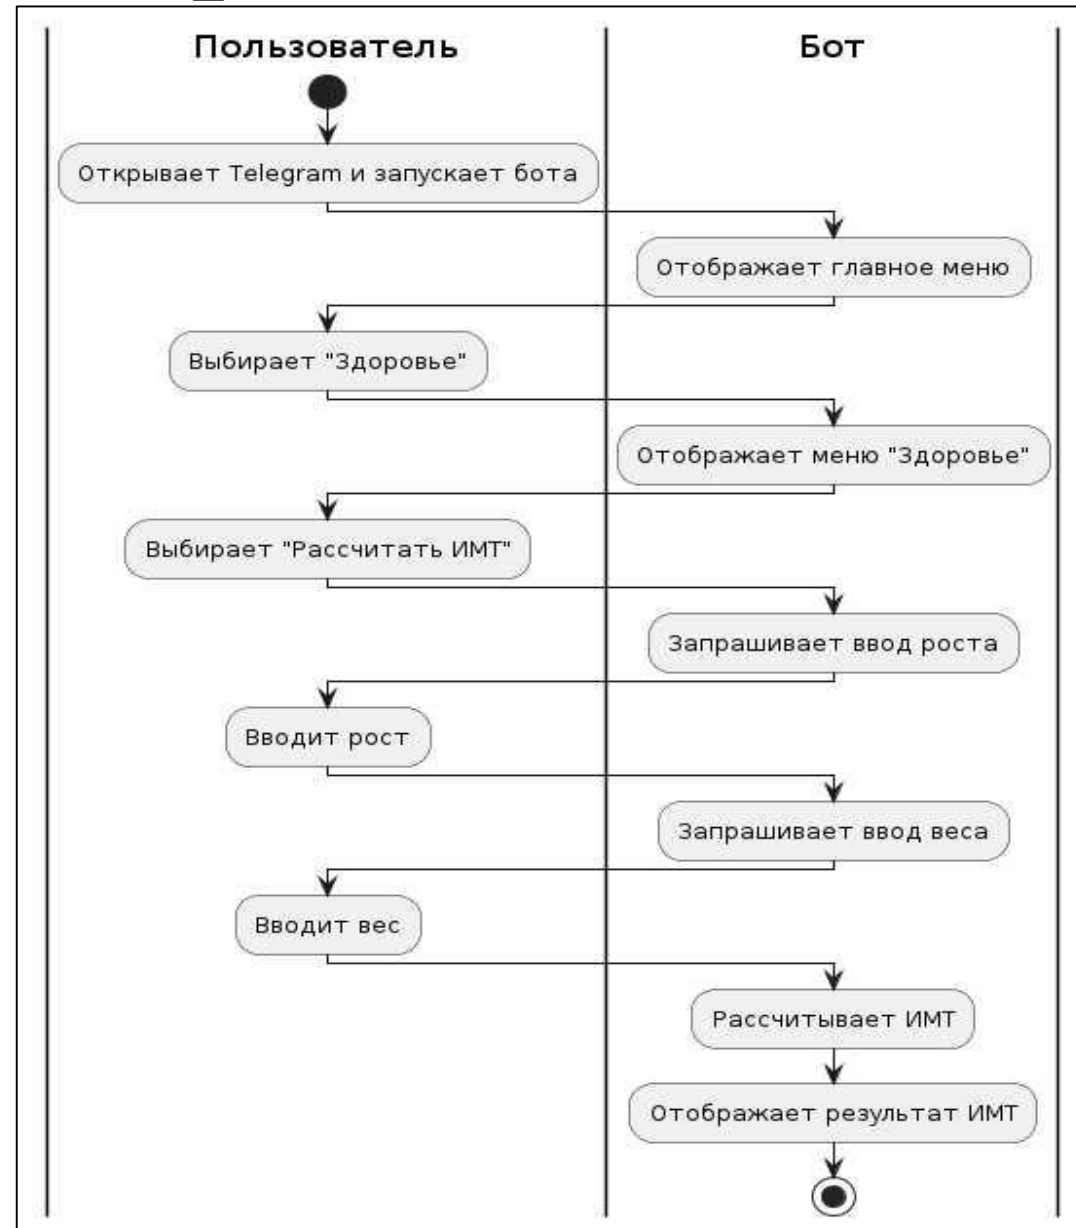 Пользователь
Бот
Открывает Telegram и запускает бота
Отображает главное меню
Выбирает "Здоровье"
Отображает меню "Здоровье"
Выбирает "Рассчитать ИМТ"
Запрашивает ввод роста
Вводит рост
Запрашивает ввод веса
Вводит вес
Рассчитывает ИМТ
Отображает результат ИМТ